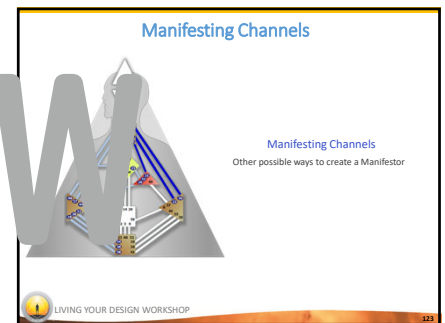 Manifesting Channels
W
Manifesting Channels
Other possible ways to create a Manifestor
LIVING YOUR DESIGN WORKSHOP
123